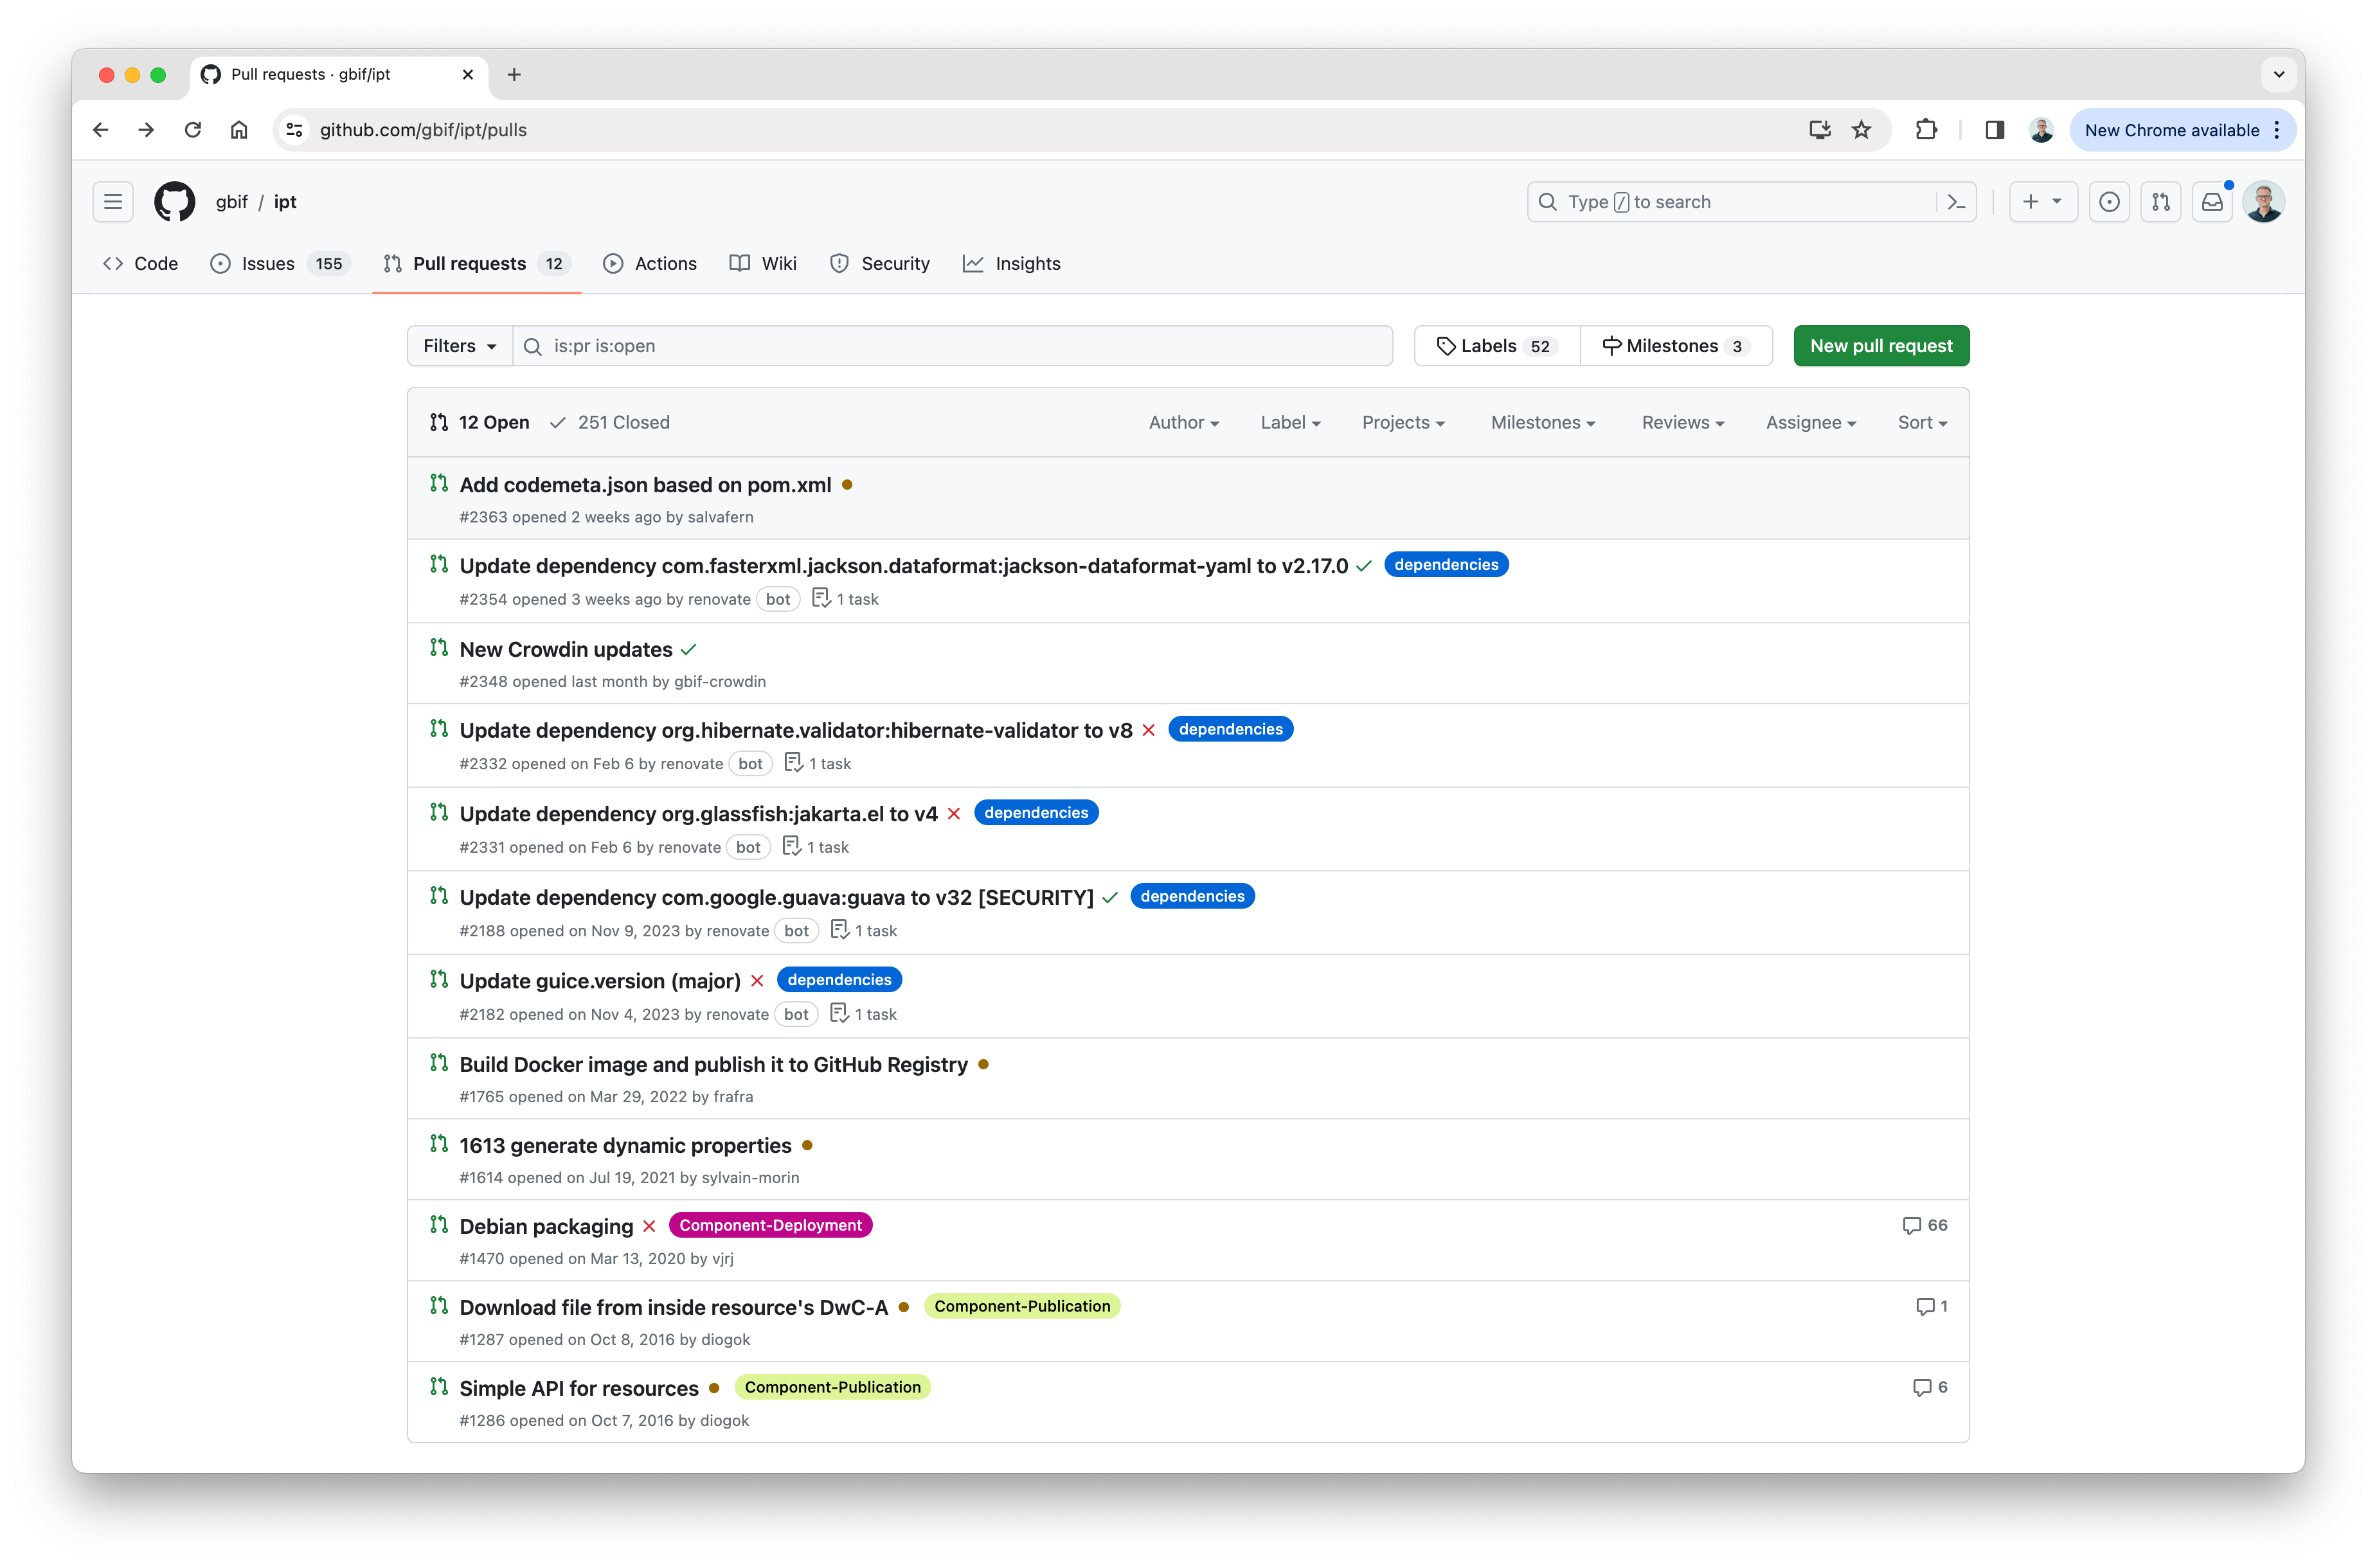 Pull requests · gbif/ipt
github.com/gbif/ipt/pulls
New Chrome available
gbif / ipt
Type / to search
Code
Issues 155
Pull requests 12
Actions
Wiki
Security
Insights
Filters
is:pr is:open
Labels 52
Milestones 3
New pull request
12 Open
251 Closed
Author
Label
Projects
Milestones
Reviews
Assignee
Sort
Add codemeta.json based on pom.xml
#2363 opened 2 weeks ago by salvafern
Update dependency com.fasterxml.jackson.dataformat:jackson-dataformat-yaml to v2.17.0 dependencies
#2354 opened 3 weeks ago by renovate bot 1 task
New Crowdin updates
#2348 opened last month by gbif-crowdin
Update dependency org.hibernate.validator:hibernate-validator to v8 dependencies
#2332 opened on Feb 6 by renovate bot 1 task
Update dependency org.glassfish:jakarta.el to v4 dependencies
#2331 opened on Feb 6 by renovate bot 1 task
Update dependency com.google.guava:guava to v32 [SECURITY] dependencies
#2188 opened on Nov 9, 2023 by renovate bot 1 task
Update guice.version (major) dependencies
#2182 opened on Nov 4, 2023 by renovate bot 1 task
Build Docker image and publish it to GitHub Registry
#1765 opened on Mar 29, 2022 by frafra
1613 generate dynamic properties
#1614 opened on Jul 19, 2021 by sylvain-morin
Debian packaging Component-Deployment 66
#1470 opened on Mar 13, 2020 by vjrj
Download file from inside resource's DwC-A Component-Publication 1
#1287 opened on Oct 8, 2016 by diogok
Simple API for resources Component-Publication 6
#1286 opened on Oct 7, 2016 by diogok